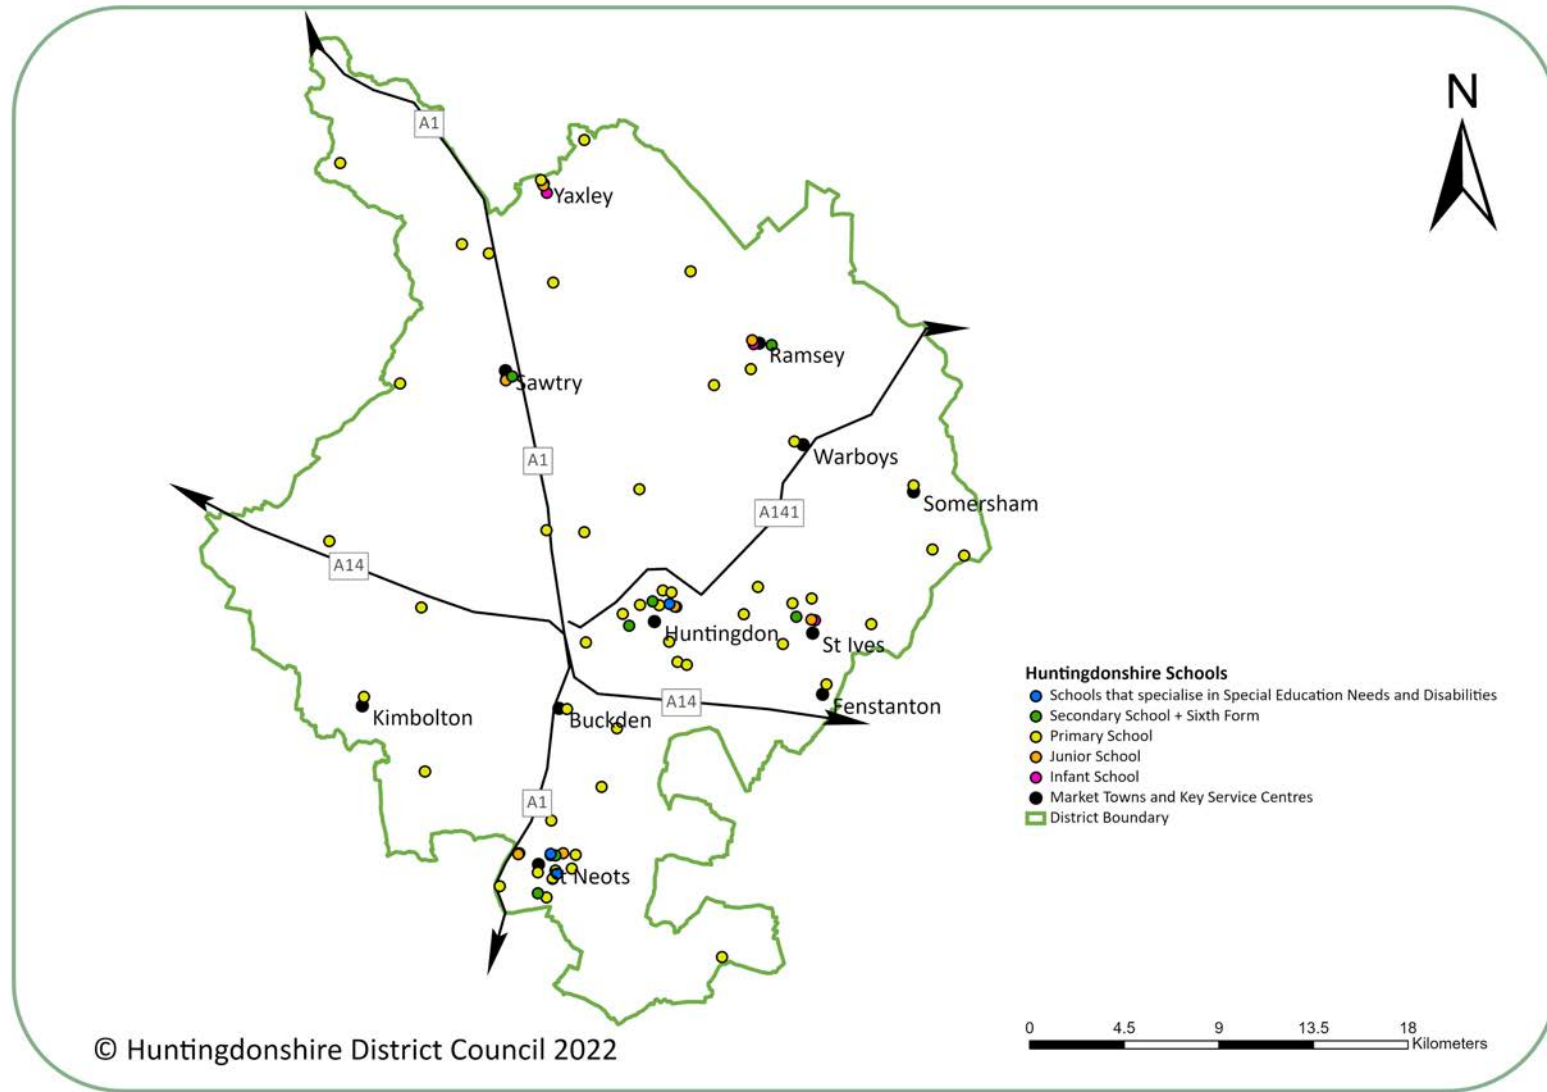 N
A1
Yaxley
Ramsey
Sawtry
A1
Warboys
Somersham
A141
A14
Huntingdon
St Ives
Kimbolton
Buckden
A14
Fenstanton
A1
St Neots
Huntingdonshire Schools
Schools that specialise in Special Education Needs and Disabilities
Secondary School + Sixth Form
Primary School
Junior School
Infant School
Market Towns and Key Service Centres
District Boundary
0 4.5 9 13.5 18
Kilometers
© Huntingdonshire District Council 2022